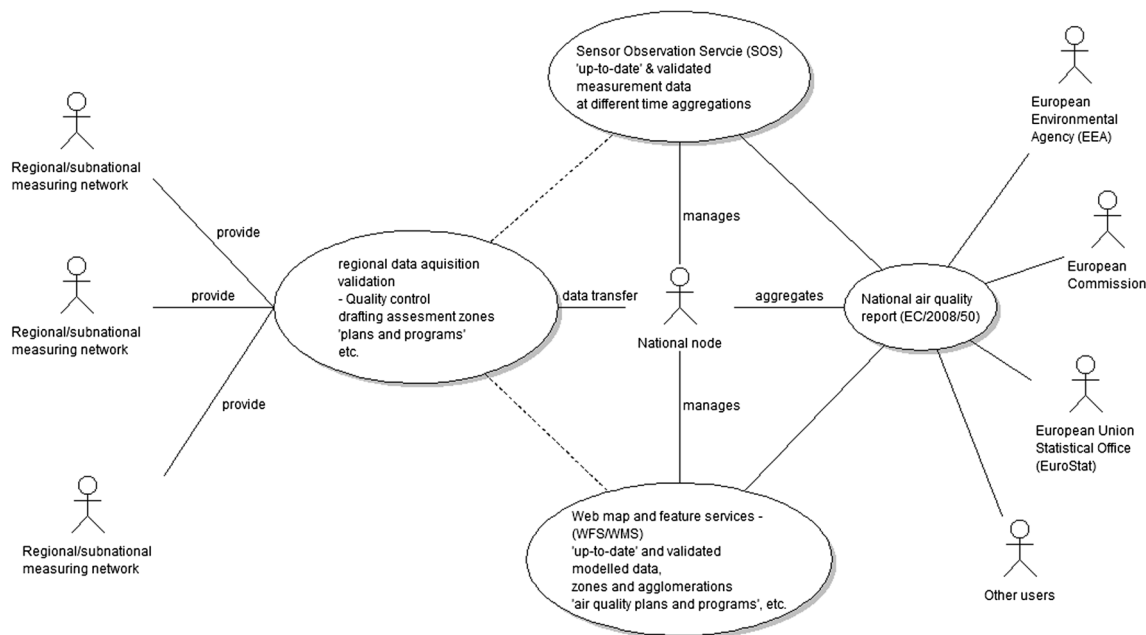 Sensor Observation Servcie (SOS)
'up-to-date' & validated
measurement data
at different time aggregations
European
Environmental
Agency (EEA)
Regional/subnational
measuring network
manages
provide
regional data aquisition
validation
- Quality control
drafting assesment zones
'plans and programs'
etc.
European
Commission
Regional/subnational
measuring network
provide
data transfer
National node
aggregates
National air quality
report (EC/2008/50)
provide
manages
European Union
Statistical Office
(EuroStat)
Regional/subnational
measuring network
Web map and feature services -
(WFS/WMS)
'up-to-date' and validated
modelled data,
zones and agglomerations
'air quality plans and programs', etc.
Other users